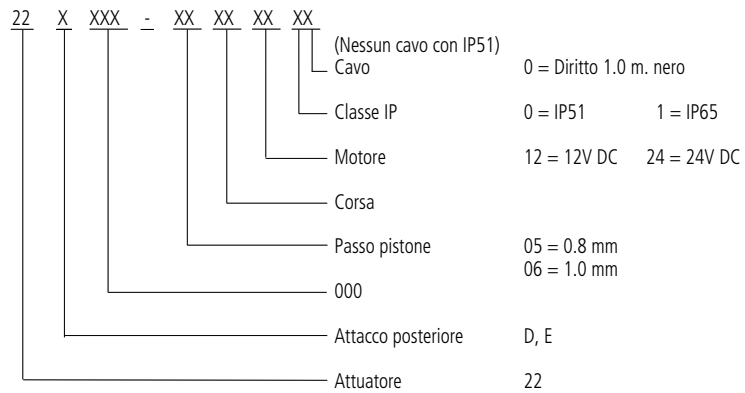 22 X XXX - XX XX XX XX
(Nessun cavo con IP51)
Cavo 0 = Diritto 1.0 m. nero
Classe IP 0 = IP51 1 = IP65
Motore 12 = 12V DC 24 = 24V DC
Corsa
Passo pistone 05 = 0.8 mm
06 = 1.0 mm
000
Attacco posteriore D, E
Attuatore 22